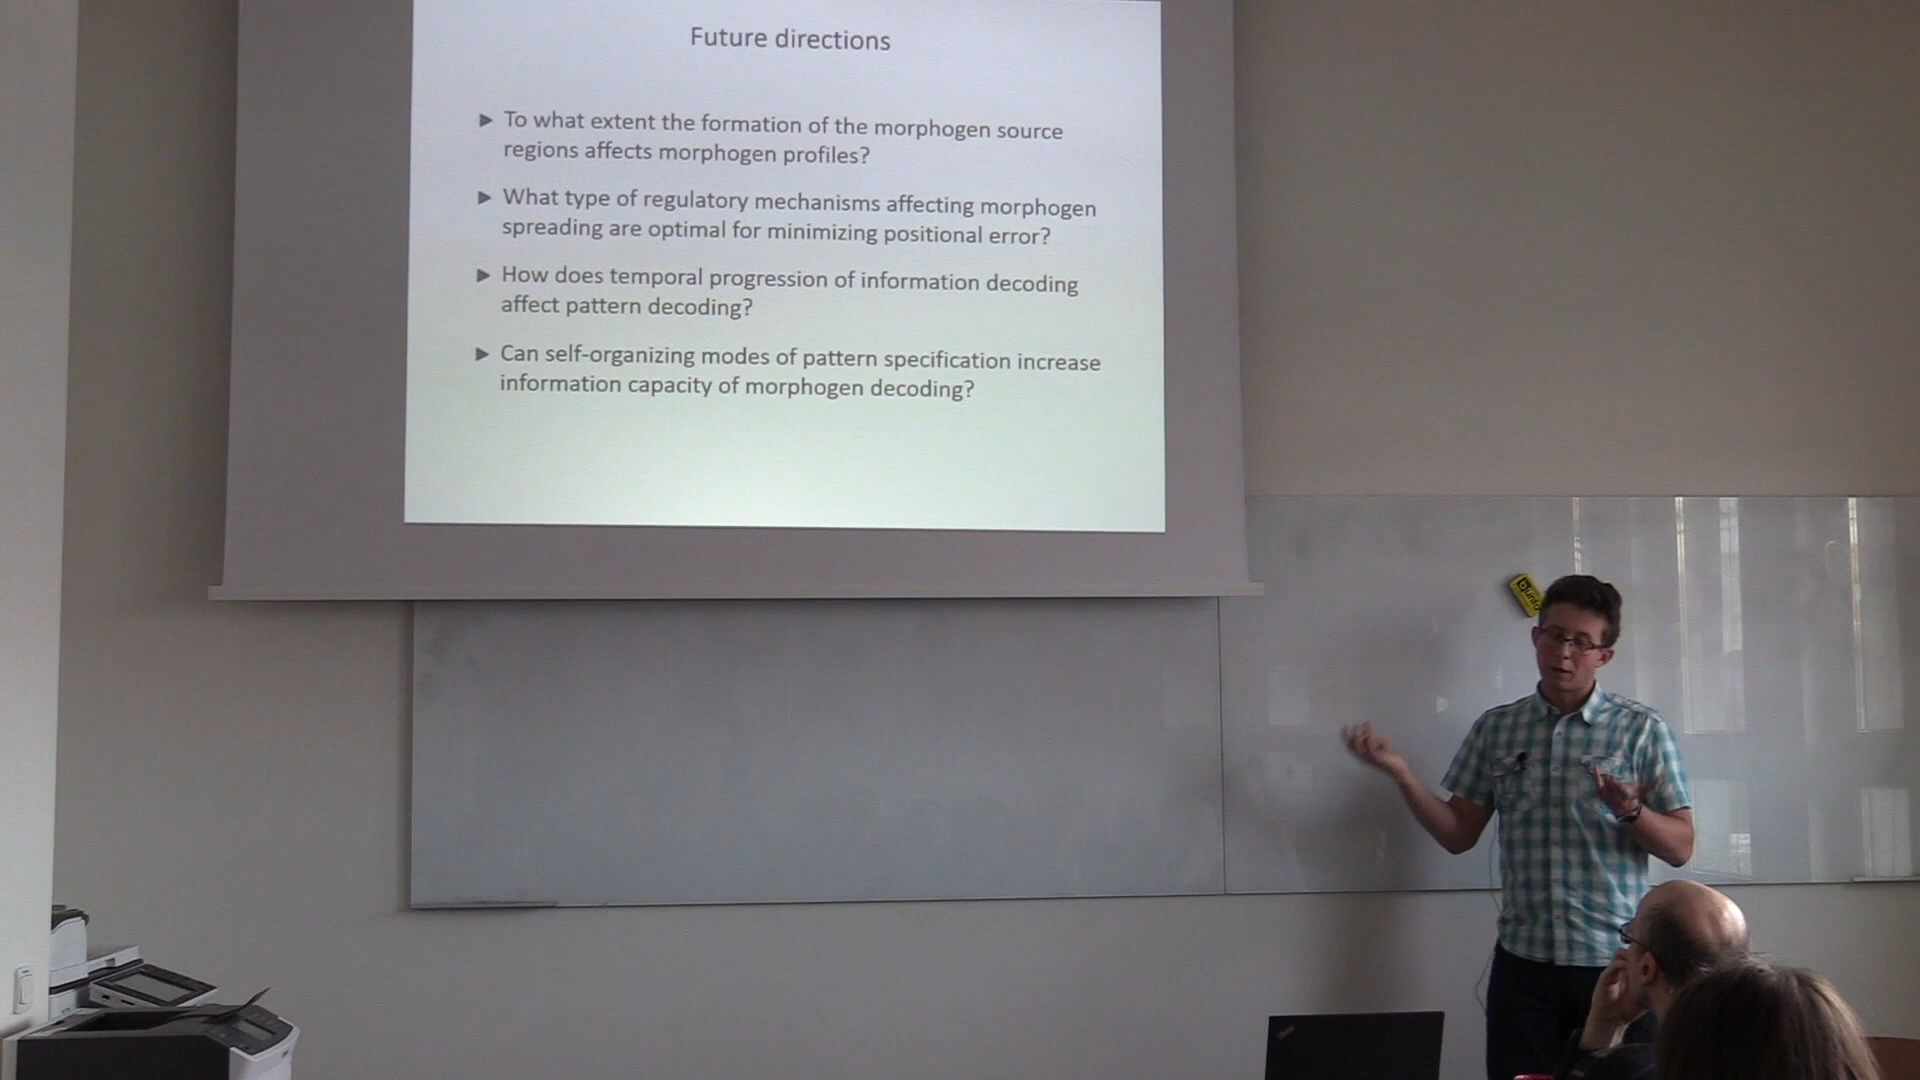 Future directions
To what extent the formation of the morphogen source
regions affects morphogen profiles?
What type of regulatory mechanisms affecting morphogen
spreading are optimal for minimizing positional error?
How does temporal progression of information decoding
affect pattern decoding?
Can self-organizing modes of pattern specification increase
information capacity of morphogen decoding?